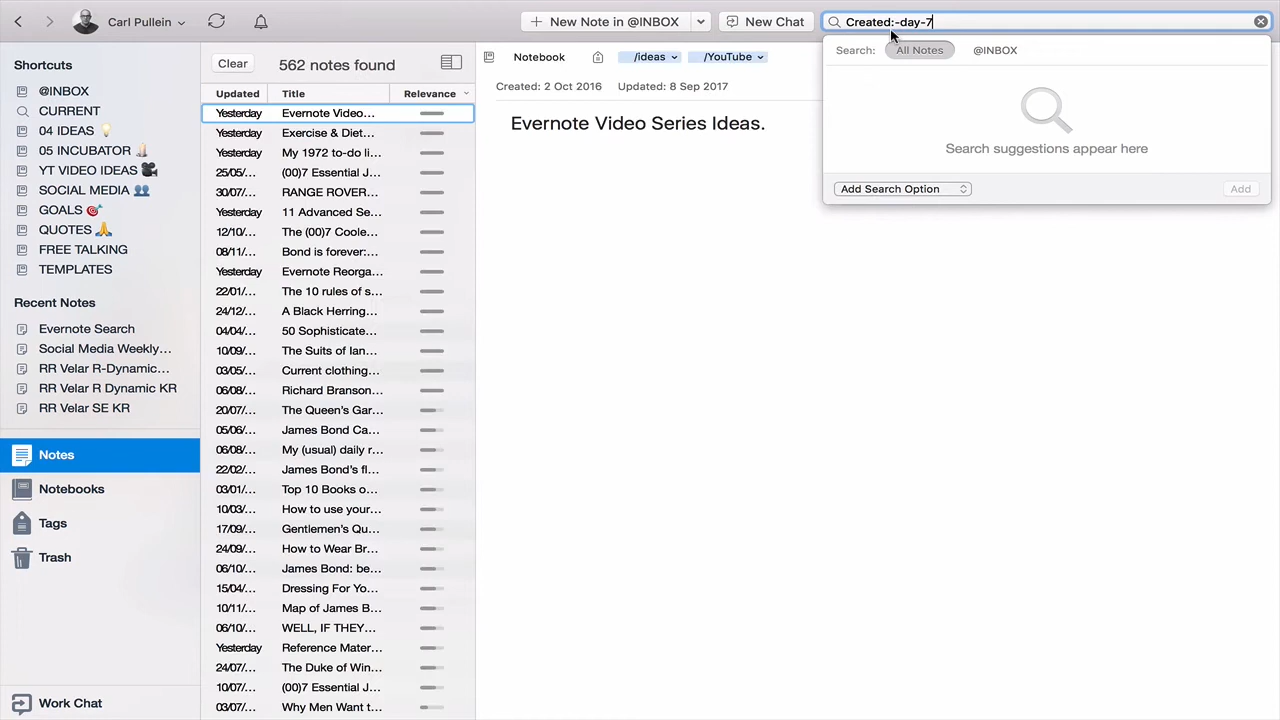 Carl Pullein
New Note in @INBOX
New Chat
Created:-day-7
Search: All Notes @INBOX
Search suggestions appear here
Add Search Option
Add
Shortcuts
@INBOX
CURRENT
04 IDEAS 💡
05 INCUBATOR
YT VIDEO IDEAS 🎥
SOCIAL MEDIA 👥
GOALS 🎯
QUOTES 🙏
FREE TALKING
TEMPLATES
Recent Notes
Evernote Search
Social Media Weekly…
RR Velar R-Dynamic…
RR Velar R Dynamic KR
RR Velar SE KR
Notes
Notebooks
Tags
Trash
Work Chat
Clear 562 notes found
Updated Title Relevance
Yesterday Evernote Video…
Yesterday Exercise & Diet…
Yesterday My 1972 to-do li…
25/… (00)7 Essential J…
30/07/… RANGE ROVER…
Yesterday 11 Advanced Se…
12/10/… The (00)7 Coole…
08/11/… Bond is forever:…
Yesterday Evernote Reorga…
22/01/… The 10 rules of s…
24/12/… A Black Herring…
04/04/… 50 Sophisticate…
10/09/… The Suits of Ian…
03/05/… Current clothing…
06/08/… Richard Branson…
20/07/… The Queen's Gar…
05/06/… James Bond Ca…
06/08/… My (usual) daily r…
22/02/… James Bond's fl…
03/01/… Top 10 Books o…
10/03/… How to use your…
17/09/… Gentlemen's Qu…
24/09/… How to Wear Br…
06/10/… James Bond: be…
15/04/… Dressing For Yo…
10/11/… Map of James B…
06/10/… WELL, IF THEY…
Yesterday Reference Mater…
24/07/… The Duke of Win…
10/07/… (00)7 Essential J…
03/07/… Why Men Want t…
Notebook /ideas /YouTube
Created: 2 Oct 2016 Updated: 8 Sep 2017
Evernote Video Series Ideas.